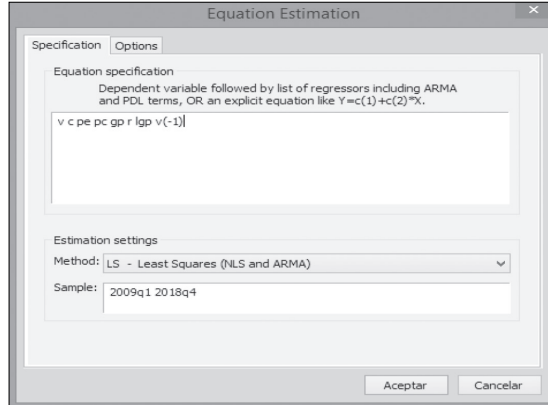 Equation Estimation
Specification
Options
Equation specification
Dependent variable followed by list of regressors including ARMA
and PDL terms, OR an explicit equation like Y=c(1)+c(2)*X.
v c pe pc gp r lgp v(-1)
Estimation settings
Method: LS - Least Squares (NLS and ARMA)
Sample: 2009q1 2018q4
Aceptar
Cancelar